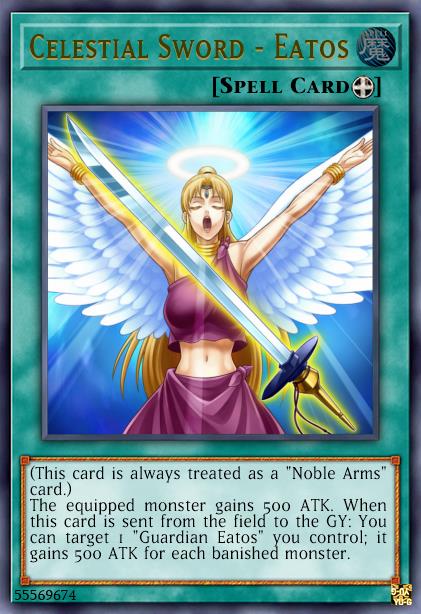 Celestial Sword - Eatos
魔
[Spell Card]
(This card is always treated as a "Noble Arms"
card.)
The equipped monster gains 500 ATK. When
this card is sent from the field to the GY: You
can target 1 "Guardian Eatos" you control; it
gains 500 ATK for each banished monster.
55569674